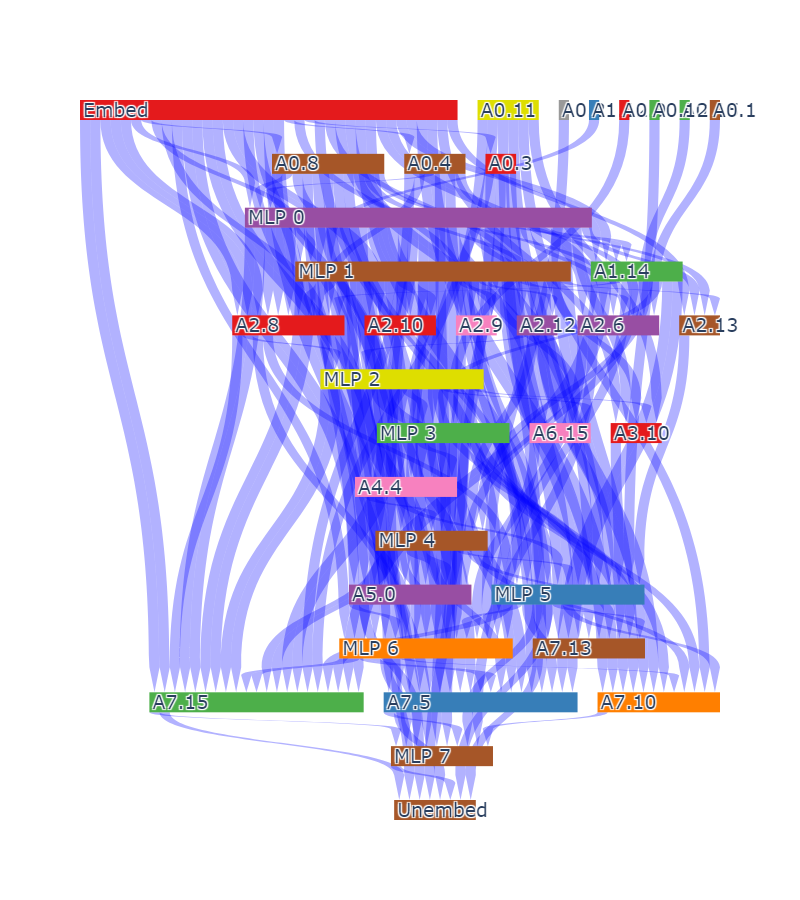 Embed A0.11 A0 A1 A0 A0.12 A0.1
A0.8 A0.4 A0.3
MLP 0
MLP 1 A1.14
A2.8 A2.10 A2.9 A2.12 A2.6 A2.13
MLP 2
MLP 3 A6.15 A3.10
A4.4
MLP 4
A5.0 MLP 5
MLP 6 A7.13
A7.15 A7.5 A7.10
MLP 7
Unembed